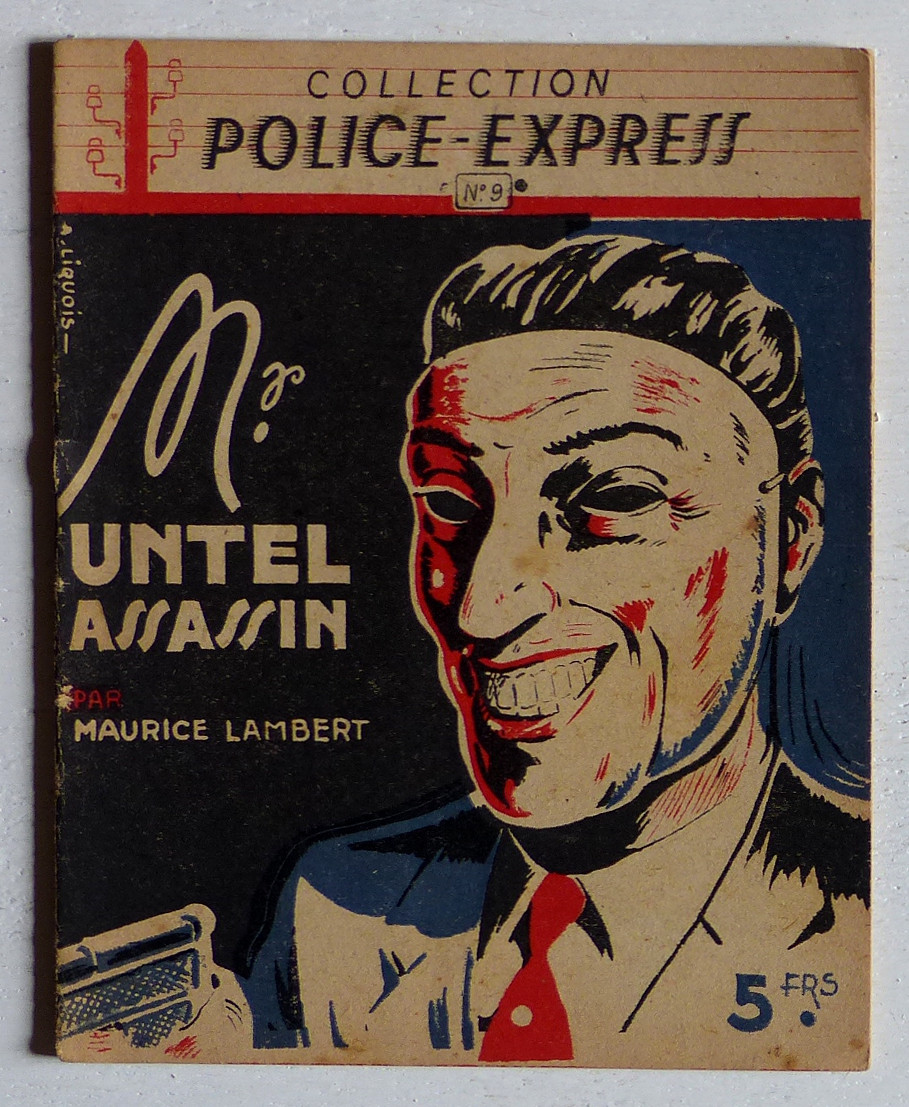 COLLECTION
POLICE-EXPRESS
N° 9
A. LIQUOIS
Mr.
UNTEL
ASSASSIN
PAR
MAURICE LAMBERT
5 FRS